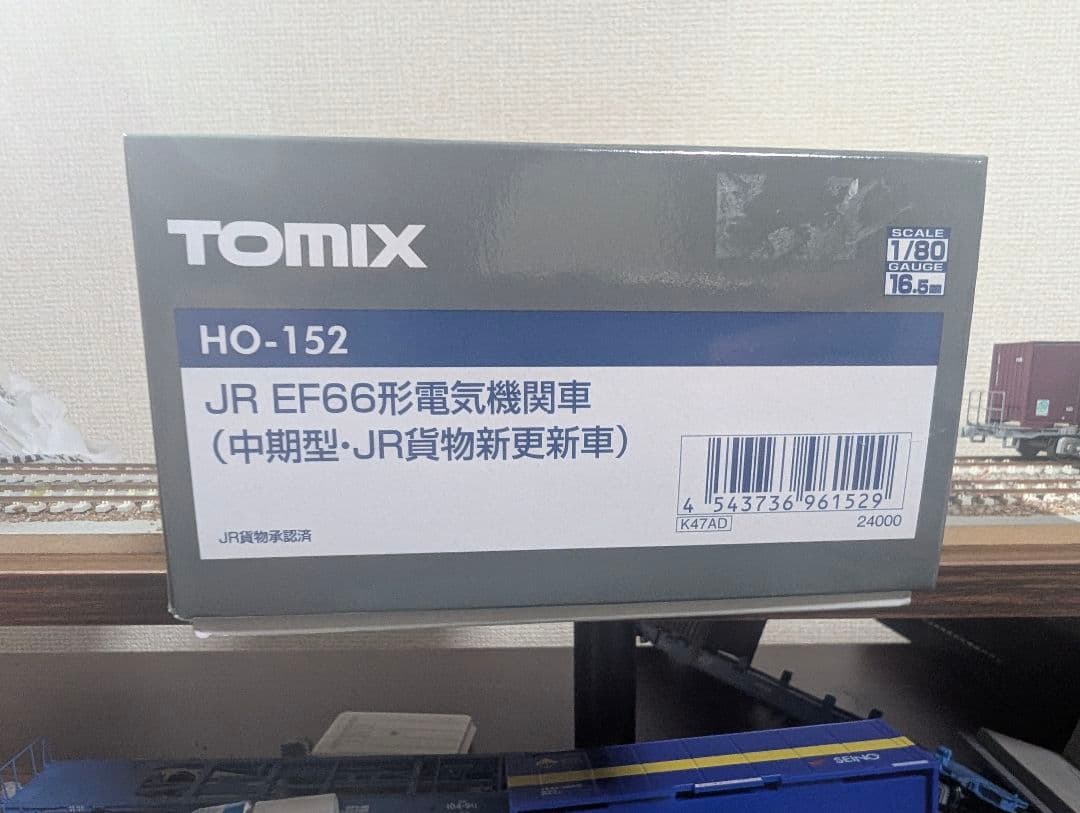 TOMIX
SCALE
1/80
GAUGE
16.5mm
HO-152
JR EF66形電気機関車
（中期型・JR貨物新更新車）
4 543736 961529
K47AD
24000
JR貨物承認済
SEINO